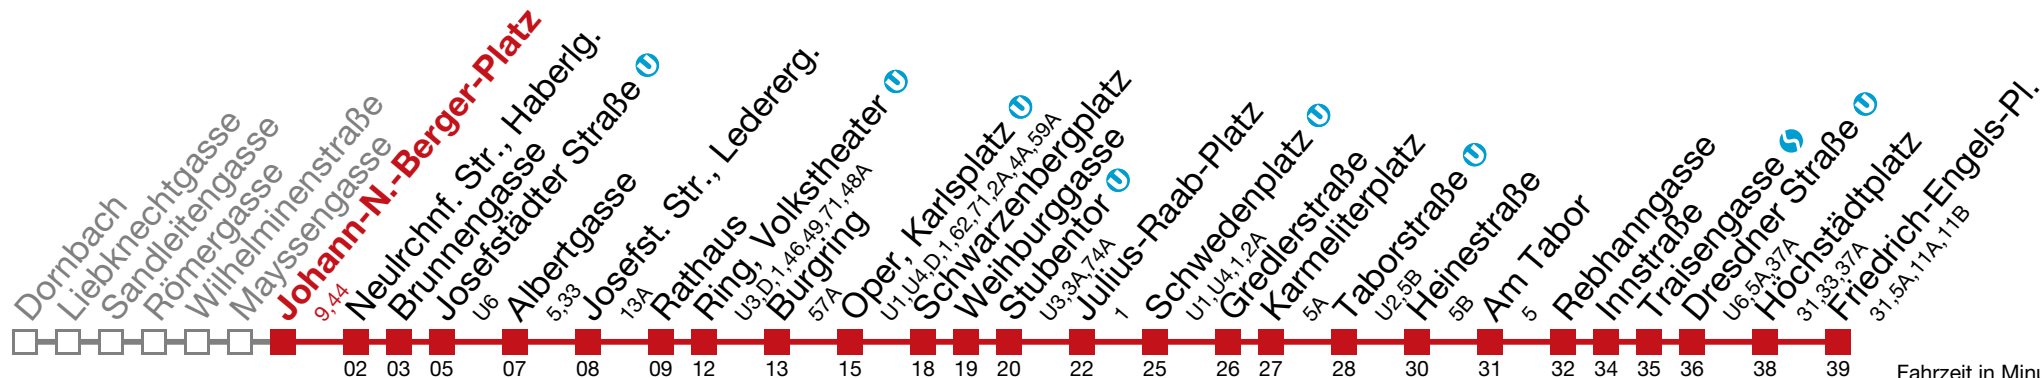 Dornbach
Liebknechtgasse
Sandleitengasse
Römergasse
Wilhelminenstraße
Mayssengasse
Johann-N.-Berger-Platz
9,44
Neulrchnf. Str., Haberlg.
Brunnengasse
Josefstädter Straße U
U6
Albertgasse
5,33
Josefst. Str., Ledererg.
13A
Rathaus
Ring, Volkstheater U
U3,D,1,46,49,71,48A
Burgring
57A
Oper, Karlsplatz U
U1,U4,D,1,62,71,2A,4A,59A
Schwarzenbergplatz
Weihburggasse
Stubentor U
U3,3A,74A
Julius-Raab-Platz
1
Schwedenplatz U
U1,U4,1,2A
Gredlerstraße
Karmeliterplatz
5A
Taborstraße U
U2,5B
Heinestraße
5B
Am Tabor
5
Rebhanngasse
Innstraße
Traisengasse
Dresdner Straße U
U6,5A,37A
Höchstädtplatz
31,33,37A
Friedrich-Engels-Pl.
31,5A,11A,11B
02 03 05 07 08 09 12 13 15 18 19 20 22 25 26 27 28 30 31 32 34 35 36 38 39
Fahrzeit in Minu